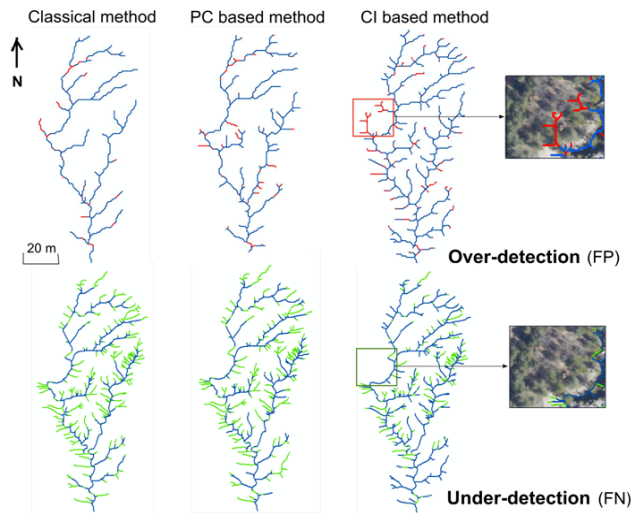 Classical method
PC based method
CI based method
N
20 m
Over-detection (FP)
Under-detection (FN)